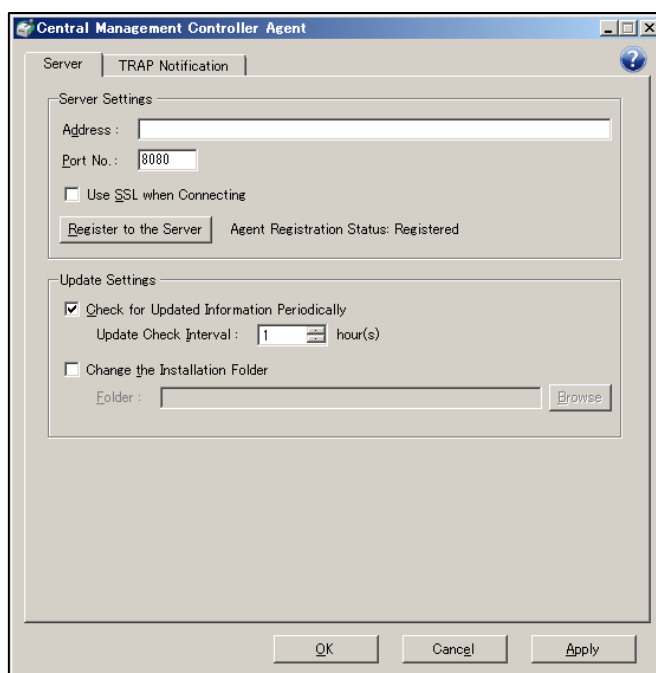 Central Management Controller Agent
Server TRAP Notification
Server Settings
Address :
Port No. : 8080
Use SSL when Connecting
Register to the Server Agent Registration Status: Registered
Update Settings
Check for Updated Information Periodically
Update Check Interval : 1 hour(s)
Change the Installation Folder
Folder : Browse
OK Cancel Apply